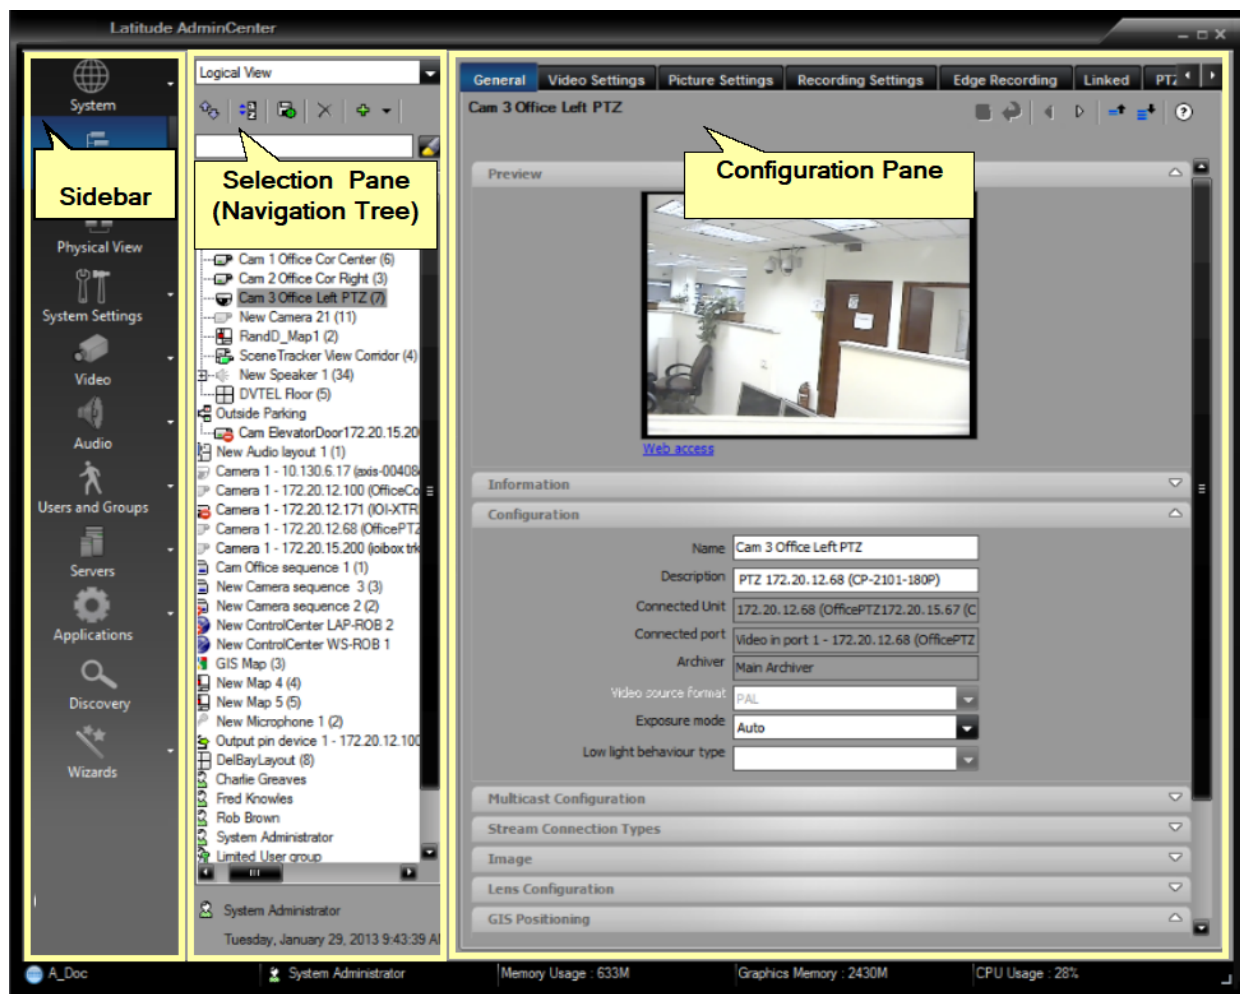 Latitude AdminCenter
System
Sidebar
Physical View
System Settings
Video
Audio
Users and Groups
Servers
Applications
Discovery
Wizards
Logical View
Selection Pane
(Navigation Tree)
Cam 1 Office Cor Center (6)
Cam 2 Office Cor Right (3)
Cam 3 Office Left PTZ (7)
New Camera 21 (11)
RandD_Map1 (2)
SceneTracker View Corridor (4)
New Speaker 1 (34)
DVTEL Floor (5)
Outside Parking
Cam ElevatorDoor172.20.15.20
New Audio layout 1 (1)
Camera 1 - 10.130.6.17 (axis-00408
Camera 1 - 172.20.12.100 (OfficeCo
Camera 1 - 172.20.12.171 (IOI-XTRI
Camera 1 - 172.20.12.68 (OfficePTZ
Camera 1 - 172.20.15.200 (ioibox trk
Cam Office sequence 1 (1)
New Camera sequence 3 (3)
New Camera sequence 2 (2)
New ControlCenter LAP-ROB 2
New ControlCenter WS-ROB 1
GIS Map (3)
New Map 4 (4)
New Map 5 (5)
New Microphone 1 (2)
Output pin device 1 - 172.20.12.100
DelBayLayout (8)
Charlie Greaves
Fred Knowles
Rob Brown
System Administrator
Limited User group
System Administrator
Tuesday, January 29, 2013 9:43:39 A
General Video Settings Picture Settings Recording Settings Edge Recording Linked PTZ
Cam 3 Office Left PTZ
Configuration Pane
Preview
Web access
Information
Configuration
Name Cam 3 Office Left PTZ
Description PTZ 172.20.12.68 (CP-2101-180P)
Connected Unit 172.20.12.68 (OfficePTZ172.20.15.67 (C
Connected port Video in port 1 - 172.20.12.68 (OfficePTZ
Archiver Main Archiver
Video source format PAL
Exposure mode Auto
Low light behaviour type
Multicast Configuration
Stream Connection Types
Image
Lens Configuration
GIS Positioning
A_Doc System Administrator Memory Usage : 633M Graphics Memory : 2430M CPU Usage : 28%